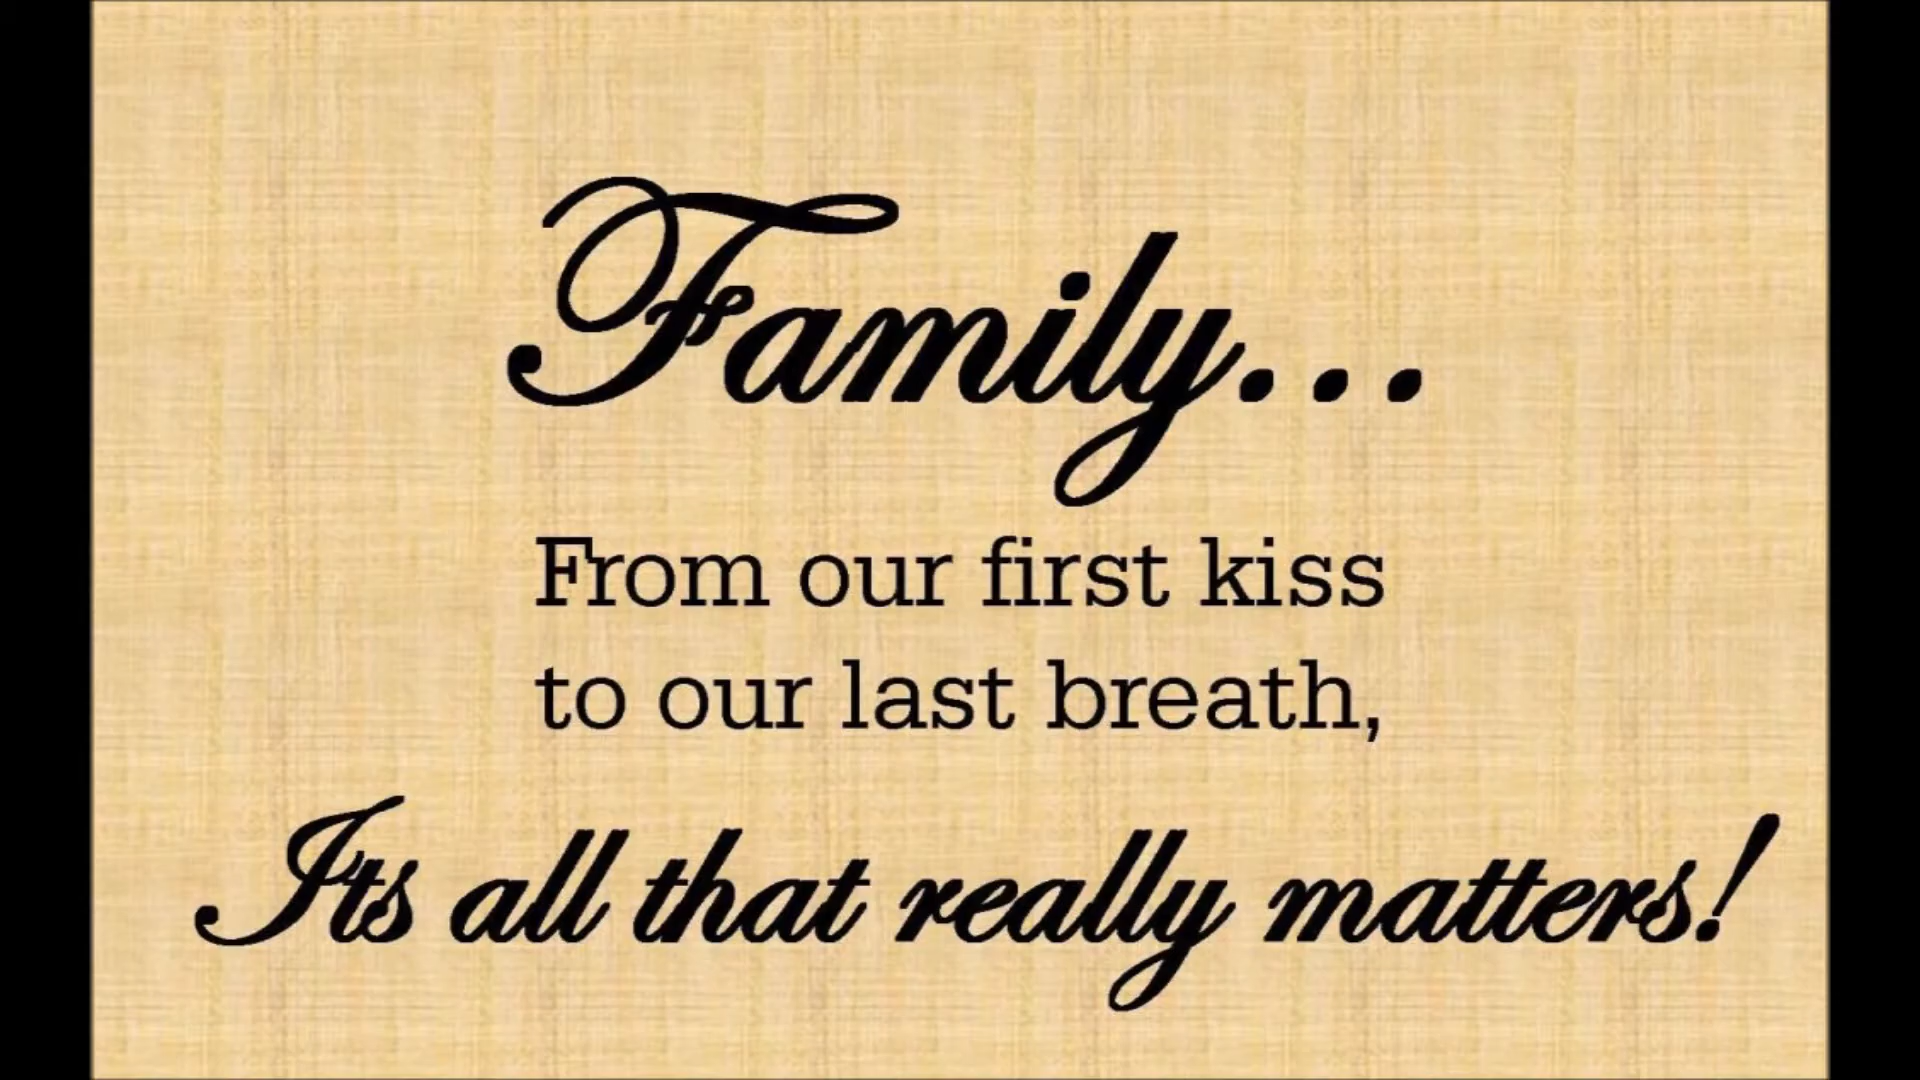 Family...
From our first kiss
to our last breath,
Its all that really matters!